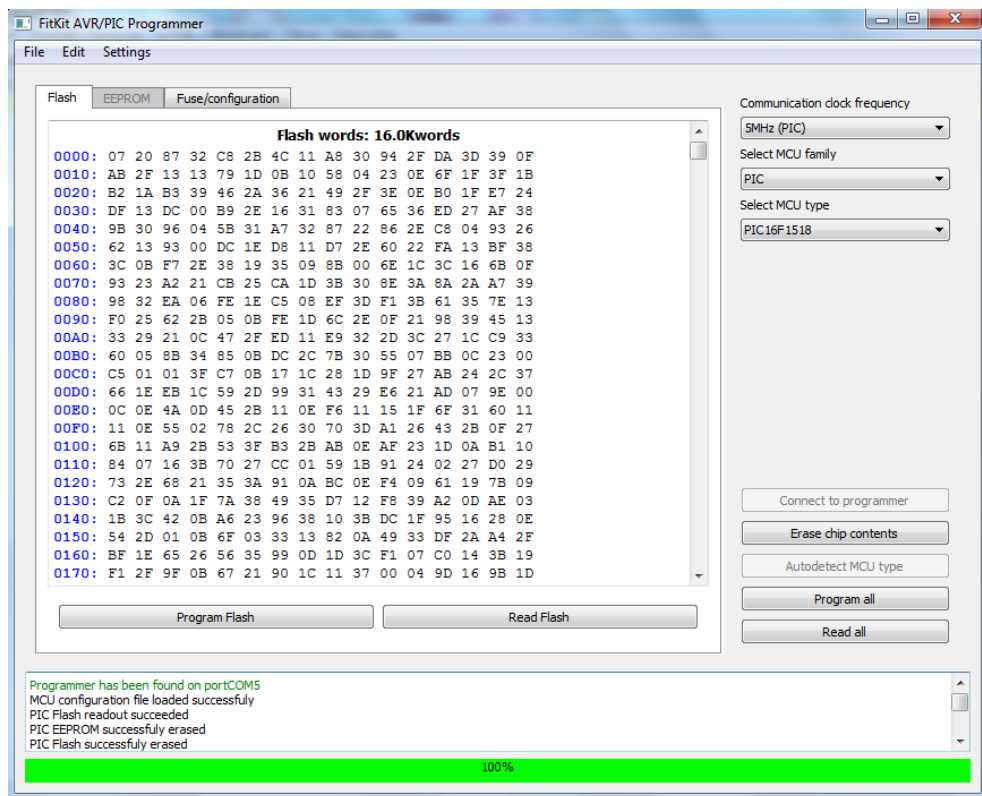 FitKit AVR/PIC Programmer
File Edit Settings
Flash EEPROM Fuse/configuration
Flash words: 16.0Kwords
0000: 07 20 87 32 C8 2B 4C 11 A8 30 94 2F DA 3D 39 0F
0010: AB 2F 13 13 79 1D 0B 10 58 04 23 0E 6F 1F 3F 1B
0020: B2 1A B3 39 46 2A 36 21 49 2F 3E 0E B0 1F E7 24
0030: DF 13 DC 00 B9 2E 16 31 83 07 65 36 ED 27 AF 38
0040: 9B 30 96 04 5B 31 A7 32 87 22 86 2E C8 04 93 26
0050: 62 13 93 00 DC 1E D8 11 D7 2E 60 22 FA 13 BF 38
0060: 3C 0B F7 2E 38 19 35 09 8B 00 6E 1C 3C 16 6B 0F
0070: 93 23 A2 21 CB 25 CA 1D 3B 30 8E 3A 8A 2A A7 39
0080: 98 32 EA 06 FE 1E C5 08 EF 3D F1 3B 61 35 7E 13
0090: F0 25 62 2B 05 0B FE 1D 6C 2E 0F 21 98 39 45 13
00A0: 33 29 21 0C 47 2F ED 11 E9 32 2D 3C 27 1C C9 33
00B0: 60 05 8B 34 85 0B DC 2C 7B 30 55 07 BB 0C 23 00
00C0: C5 01 01 3F C7 0B 17 1C 28 1D 9F 27 AB 24 2C 37
00D0: 66 1E EB 1C 59 2D 99 31 43 29 E6 21 AD 07 9E 00
00E0: 0C 0E 4A 0D 45 2B 11 0E F6 11 15 1F 6F 31 60 11
00F0: 11 0E 55 02 78 2C 26 30 70 3D A1 26 43 2B 0F 27
0100: 6B 11 A9 2B 53 3F B3 2B AB 0E AF 23 1D 0A B1 10
0110: 84 07 16 3B 70 27 CC 01 59 1B 91 24 02 27 D0 29
0120: 73 2E 68 21 35 3A 91 0A BC 0E F4 09 61 19 7B 09
0130: C2 0F 0A 1F 7A 38 49 35 D7 12 F8 39 A2 0D AE 03
0140: 1B 3C 42 0B A6 23 96 38 10 3B DC 1F 95 16 28 0E
0150: 54 2D 01 0B 6F 03 33 13 82 0A 49 33 DF 2A A4 2F
0160: BF 1E 65 26 56 35 99 0D 1D 3C F1 07 C0 14 3B 19
0170: F1 2F 9F 0B 67 21 90 1C 11 37 00 04 9D 16 9B 1D
Program Flash Read Flash
Communication clock frequency
5MHz (PIC)
Select MCU family
PIC
Select MCU type
PIC16F1518
Connect to programmer
Erase chip contents
Autodetect MCU type
Program all
Read all
Programmer has been found on portCOM5
MCU configuration file loaded successfuly
PIC Flash readout succeeded
PIC EEPROM successfuly erased
PIC Flash successfuly erased
100%